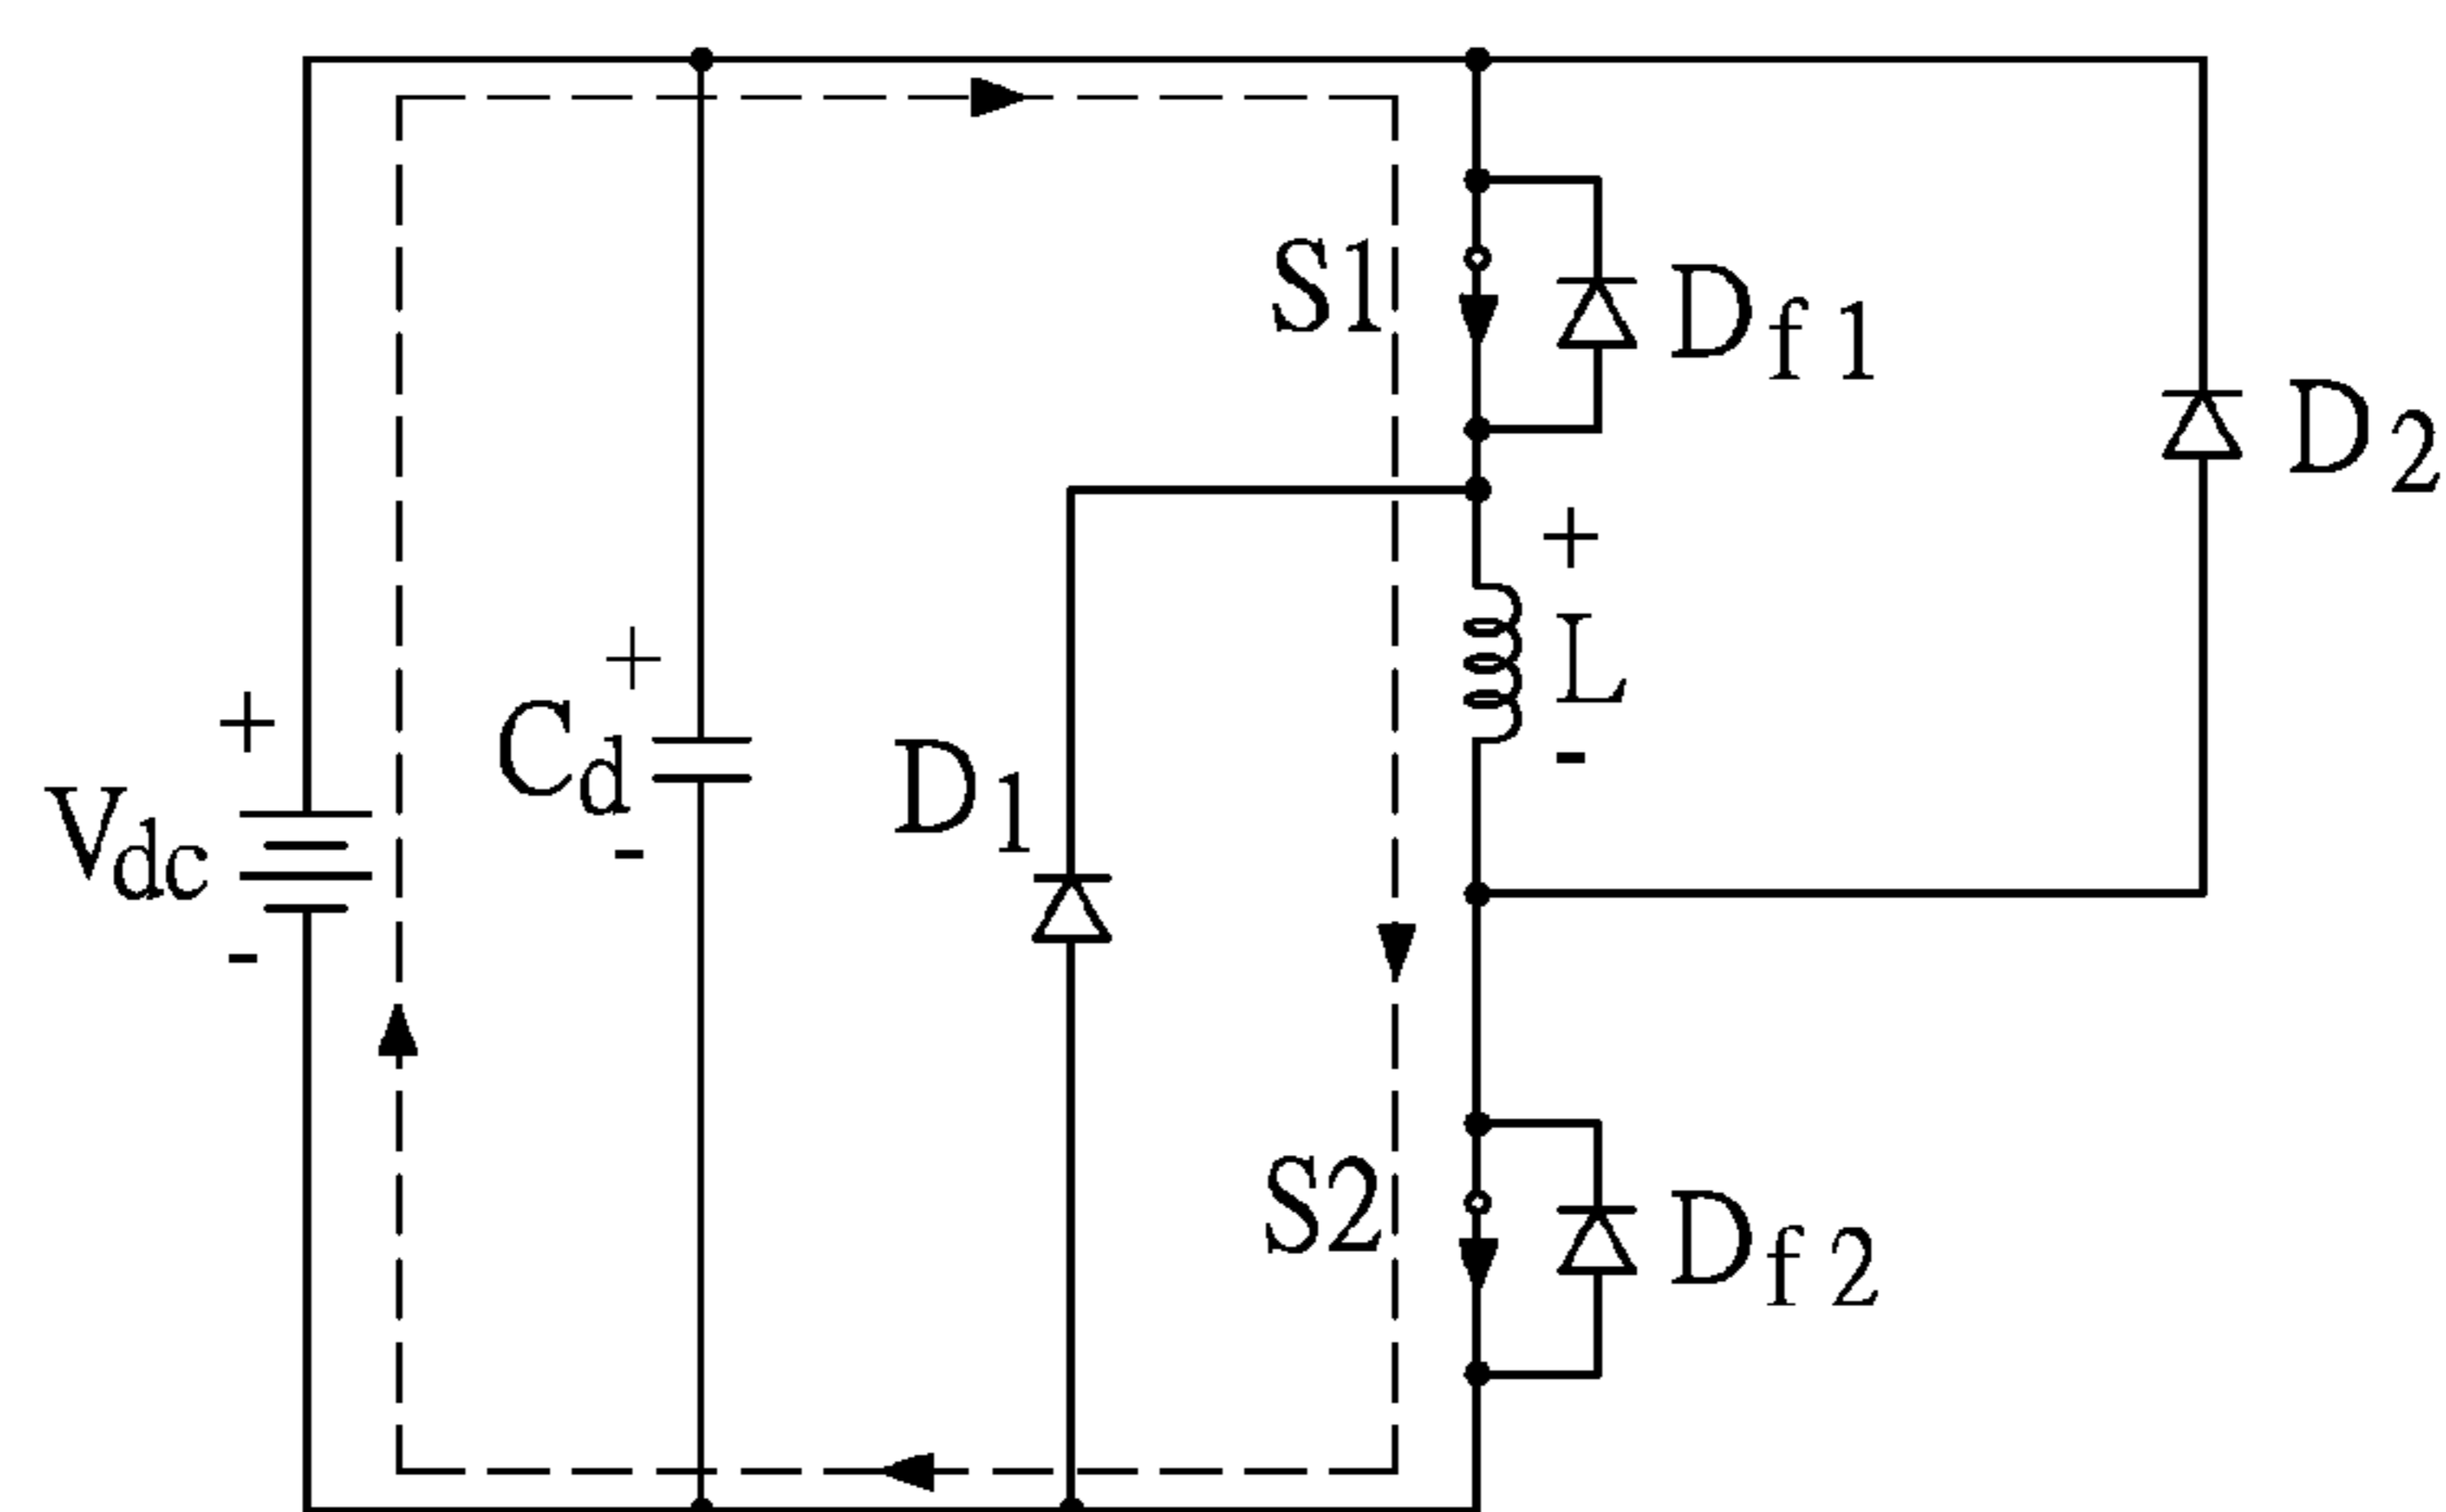 S1
Df1
D2
+
L
-
+
Cd
-
+
Vdc
-
D1
S2
Df2